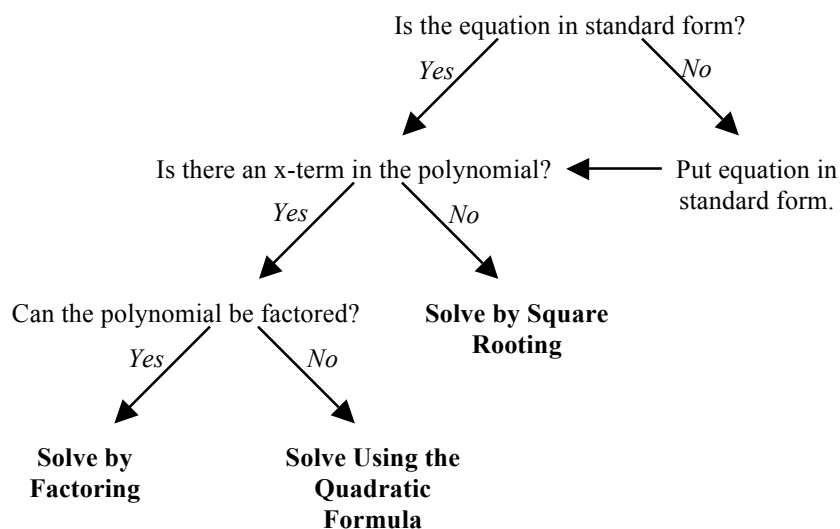 Is the equation in standard form?
Yes
No
Is there an x-term in the polynomial?
Put equation in
standard form.
Yes
No
Can the polynomial be factored?
Solve by Square
Rooting
Yes
No
Solve by
Factoring
Solve Using the
Quadratic
Formula